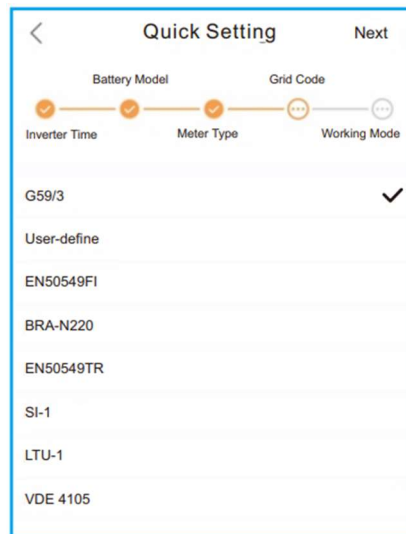 Quick Setting Next
Battery Model Grid Code
Inverter Time Meter Type Working Mode
G59/3
User-define
EN50549FI
BRA-N220
EN50549TR
SI-1
LTU-1
VDE 4105